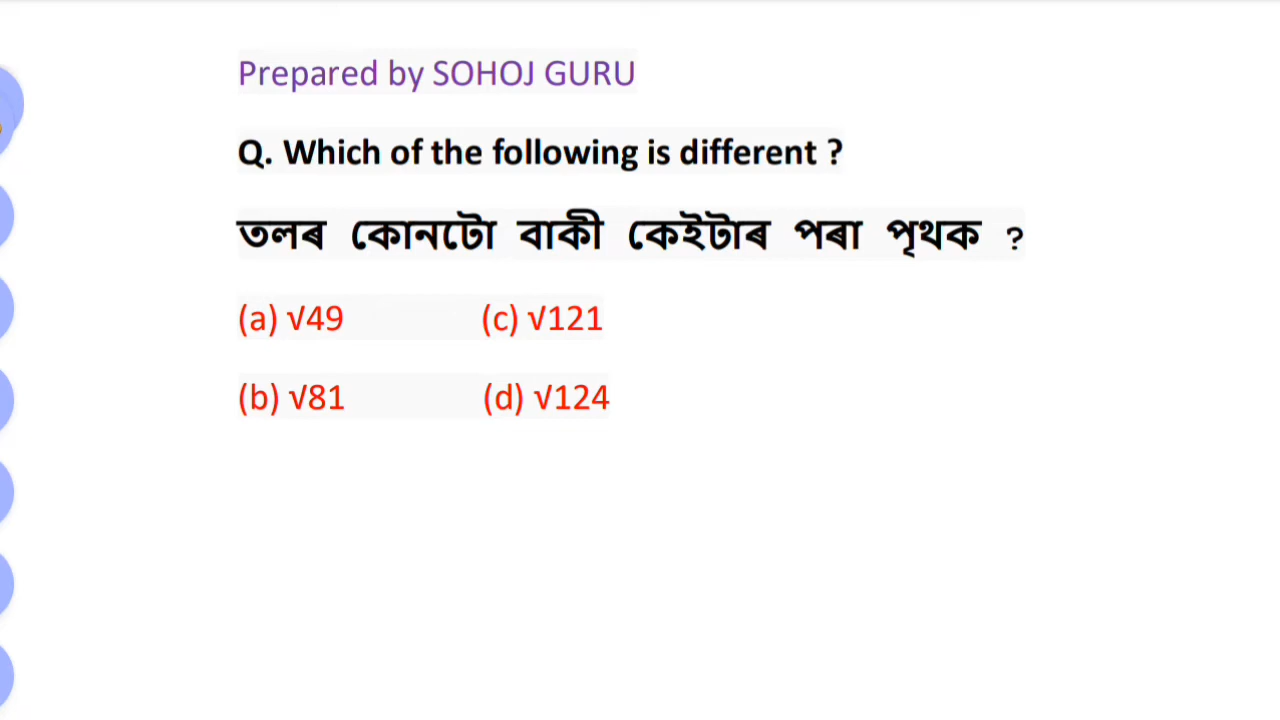 Prepared by SOHOJ GURU
Q. Which of the following is different ?
তলৰ কোনটো বাকী কেইটাৰ পৰা পৃথক ?
(a) √49 (c) √121
(b) √81 (d) √124